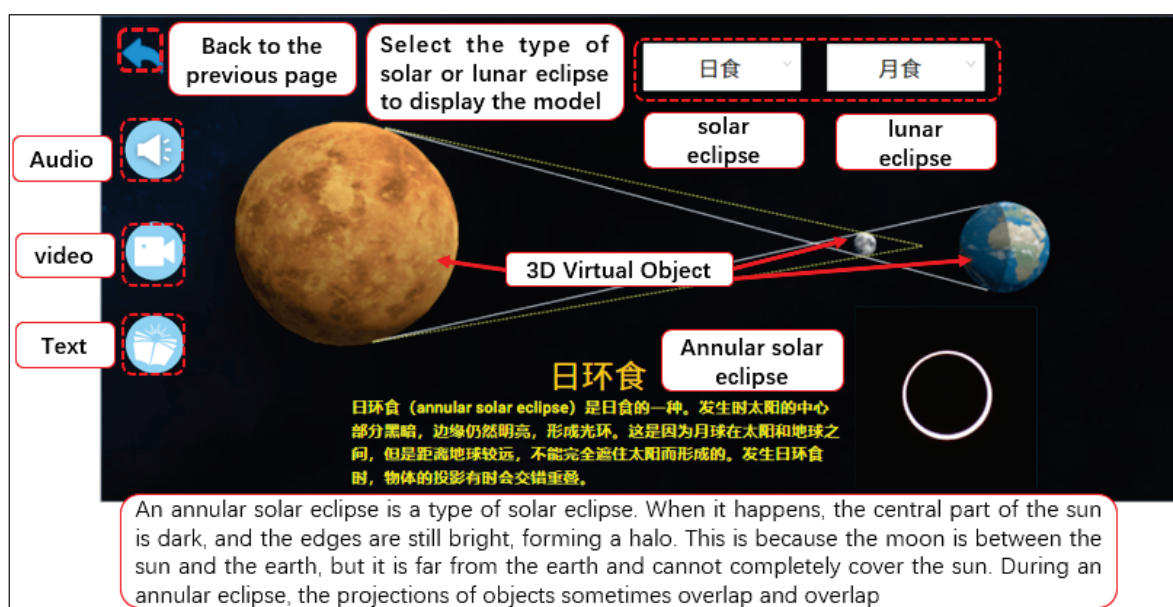 Back to the
previous page
Select the type of
solar or lunar eclipse
to display the model
日食
月食
solar
eclipse
lunar
eclipse
Audio
video
3D Virtual Object
Text
Annular solar
eclipse
日环食
日环食（annular solar eclipse）是日食的一种。发生时太阳的中心
部分黑暗，边缘仍然明亮，形成光环。这是因为月球在太阳和地球之
间，但是距离地球较远，不能完全遮住太阳而形成的。发生日环食
时，物体的投影有时会交错重叠。
An annular solar eclipse is a type of solar eclipse. When it happens, the central part of the sun
is dark, and the edges are still bright, forming a halo. This is because the moon is between the
sun and the earth, but it is far from the earth and cannot completely cover the sun. During an
annular eclipse, the projections of objects sometimes overlap and overlap